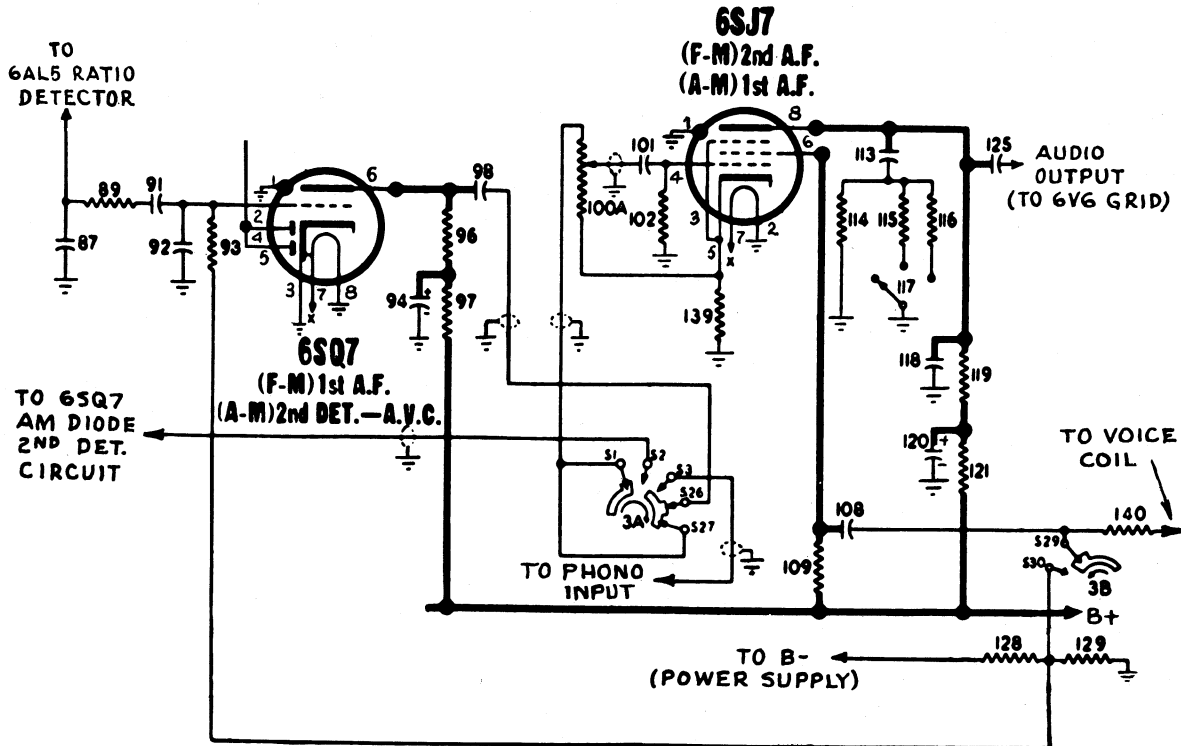 6SJ7
(F-M) 2nd A.F.
(A-M) 1st A.F.
TO
6AL5 RATIO
DETECTOR
1
8
6
101
4
100A
102
3
5
7
2
x
139
113
125
AUDIO
OUTPUT
(TO 6V6 GRID)
114
115
116
117
89
91
87
92
93
1
2
4
5
6
3
7
8
x
98
96
94
+
-
97
6SQ7
(F-M) 1st A.F.
(A-M) 2nd DET.—A.V.C.
118
119
120
+
-
121
TO 6SQ7
AM DIODE
2ND DET.
CIRCUIT
S1
S2
S3
S26
S27
3A
TO PHONO
INPUT
108
109
TO VOICE
COIL
140
S29
S30
3B
B+
TO B-
(POWER SUPPLY)
128
129